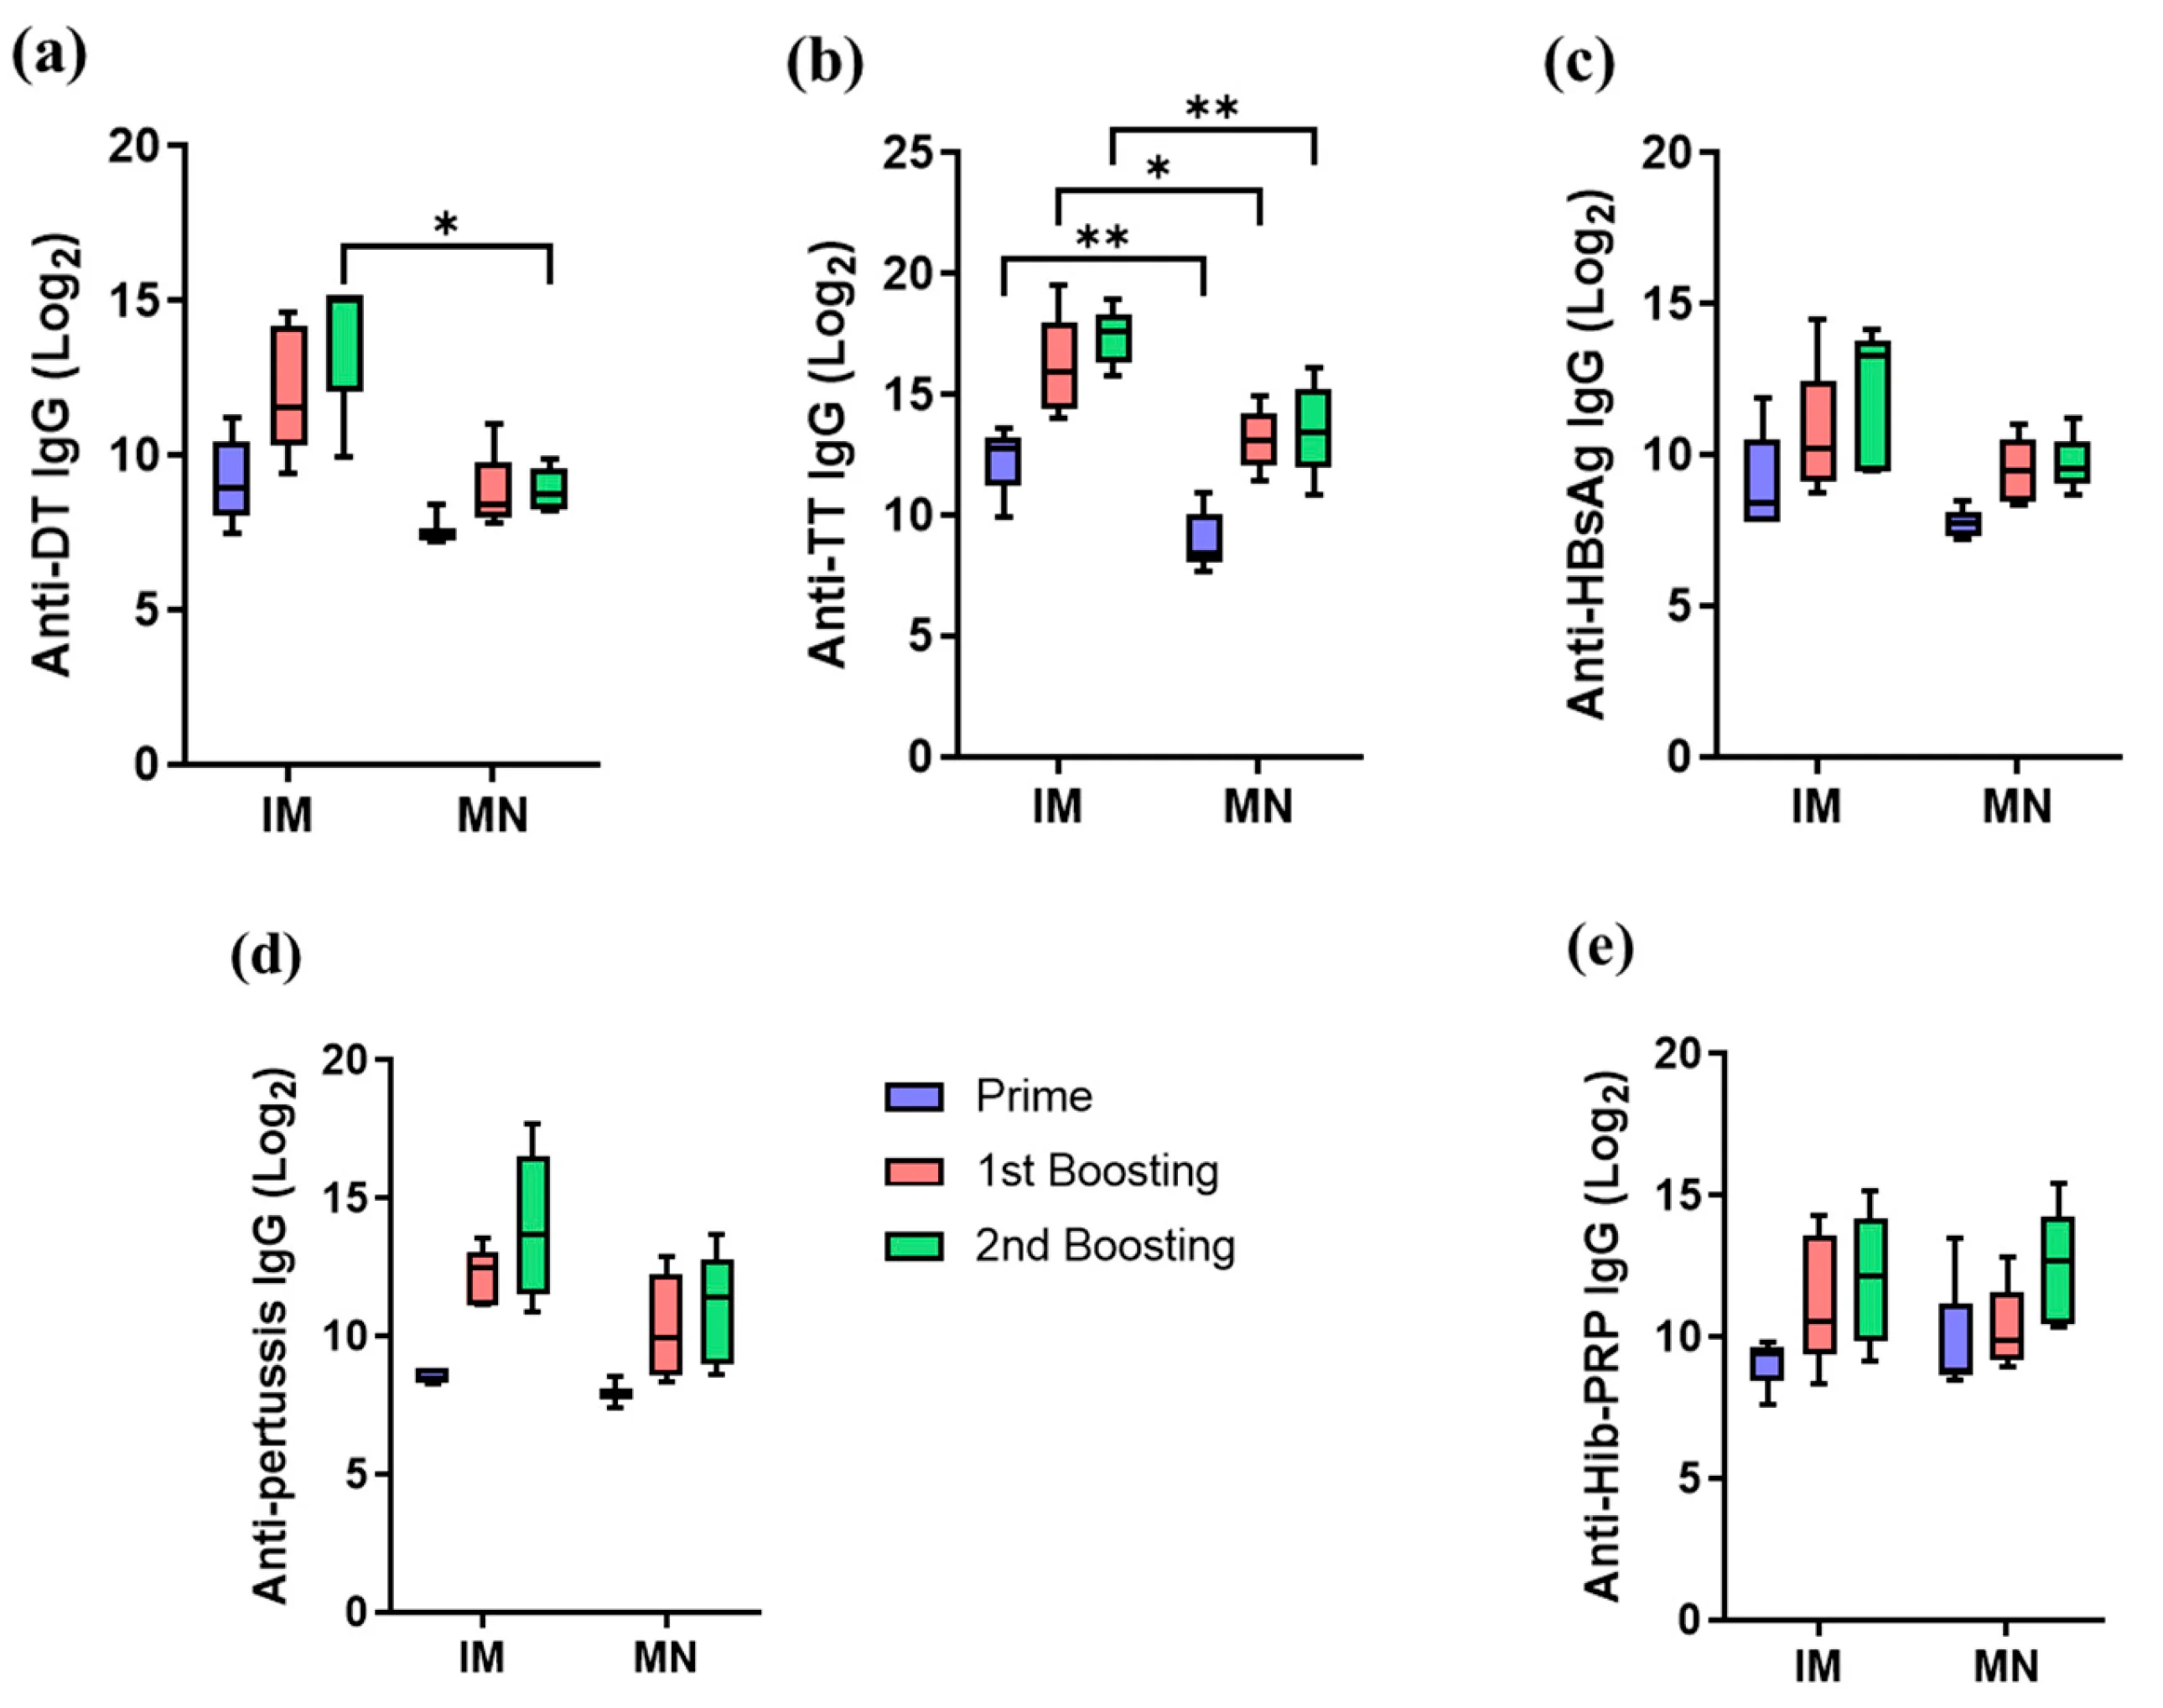 (a)
Anti-DT IgG (Log₂)
20
15
10
5
0
*
IM MN
(b)
Anti-TT IgG (Log₂)
25
20
15
10
5
0
**
*
**
IM MN
(c)
Anti-HBsAg IgG (Log₂)
20
15
10
5
0
IM MN
(d)
Anti-pertussis IgG (Log₂)
20
15
10
5
0
IM MN
Prime
1st Boosting
2nd Boosting
(e)
Anti-Hib-PRP IgG (Log₂)
20
15
10
5
0
IM MN